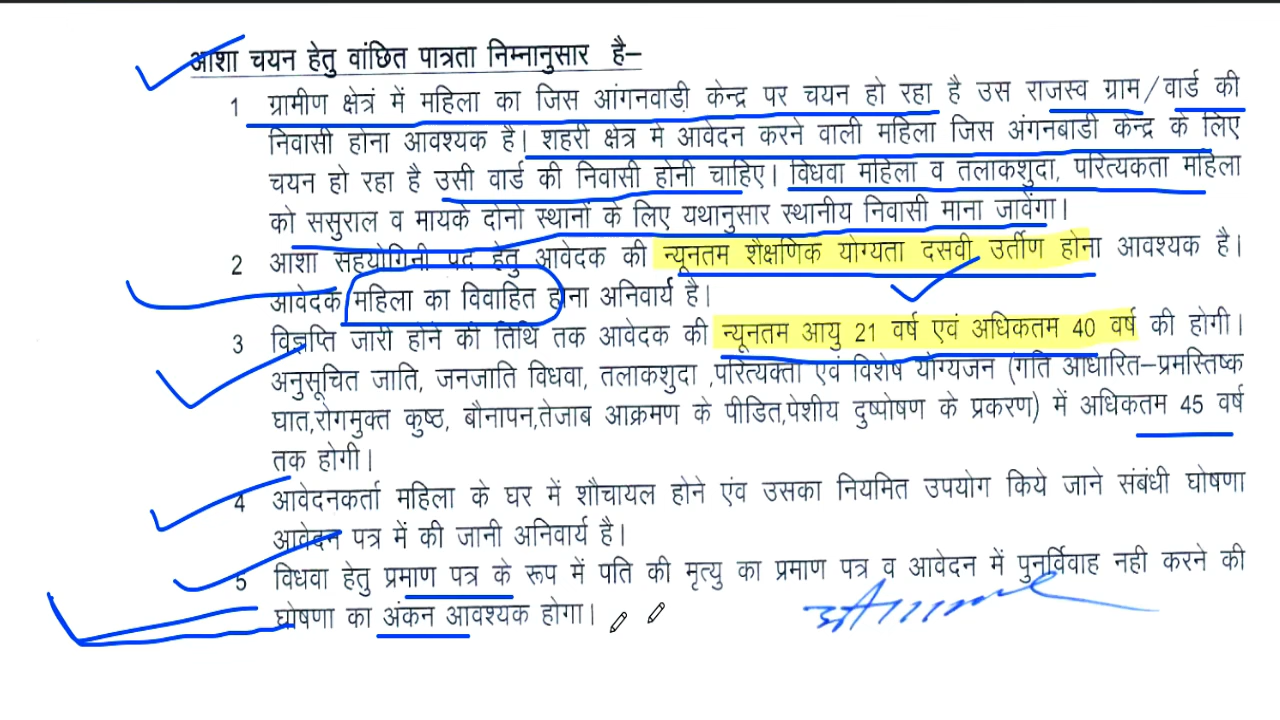 आशा चयन हेतु वांछित पात्रता निम्नानुसार है–
1 ग्रामीण क्षेत्रं में महिला का जिस आंगनवाडी केन्द्र पर चयन हो रहा है उस राजस्व ग्राम/वार्ड की
निवासी होना आवश्यक है। शहरी क्षेत्र मे आवेदन करने वाली महिला जिस अंगनबाडी केन्द्र के लिए
चयन हो रहा है उसी वार्ड की निवासी होनी चाहिए। विधवा महिला व तलाकशुदा, परित्यकता महिला
को ससुराल व मायके दोनो स्थानों के लिए यथानुसार स्थानीय निवासी माना जावेंगा।
2 आशा सहयोगिनी पद हेतु आवेदक की न्यूनतम शैक्षणिक योग्यता दसवी उर्तीण होना आवश्यक है।
आवेदक महिला का विवाहित होना अनिवार्य है।
3 विज्ञप्ति जारी होने की तिथि तक आवेदक की न्यूनतम आयु 21 वर्ष एवं अधिकतम 40 वर्ष की होगी।
अनुसूचित जाति, जनजाति विधवा, तलाकशुदा ,परित्यक्ता एवं विशेष योग्यजन (गति आधारित–प्रमस्तिष्क
घात,रोगमुक्त कुष्ठ, बौनापन,तेजाब आक्रमण के पीडित,पेशीय दुष्पोषण के प्रकरण) में अधिकतम 45 वर्ष
तक होगी।
4 आवेदनकर्ता महिला के घर में शौचायल होने एंव उसका नियमित उपयोग किये जाने संबंधी घोषणा
आवेदन पत्र में की जानी अनिवार्य है।
5 विधवा हेतु प्रमाण पत्र के रूप में पति की मृत्यु का प्रमाण पत्र व आवेदन में पुनर्विवाह नही करने की
घोषणा का अंकन आवश्यक होगा।